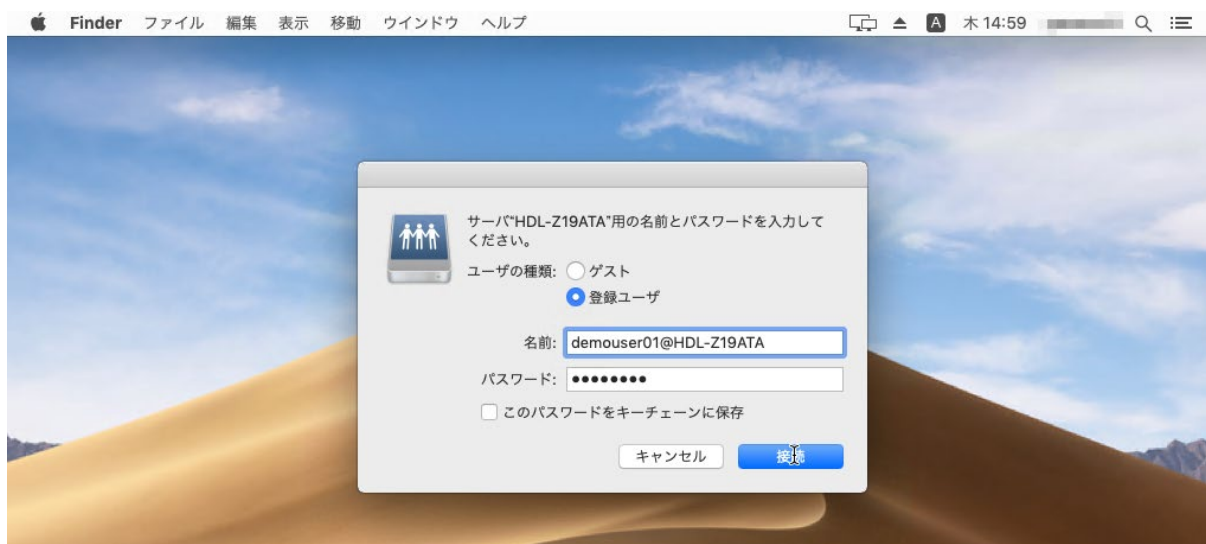 Finder ファイル 編集 表示 移動 ウインドウ ヘルプ A 木 14:59
サーバ“HDL-Z19ATA”用の名前とパスワードを入力して
ください。
ユーザの種類: ゲスト
登録ユーザ
名前: demouser01@HDL-Z19ATA
パスワード: ••••••••
このパスワードをキーチェーンに保存
キャンセル 接続